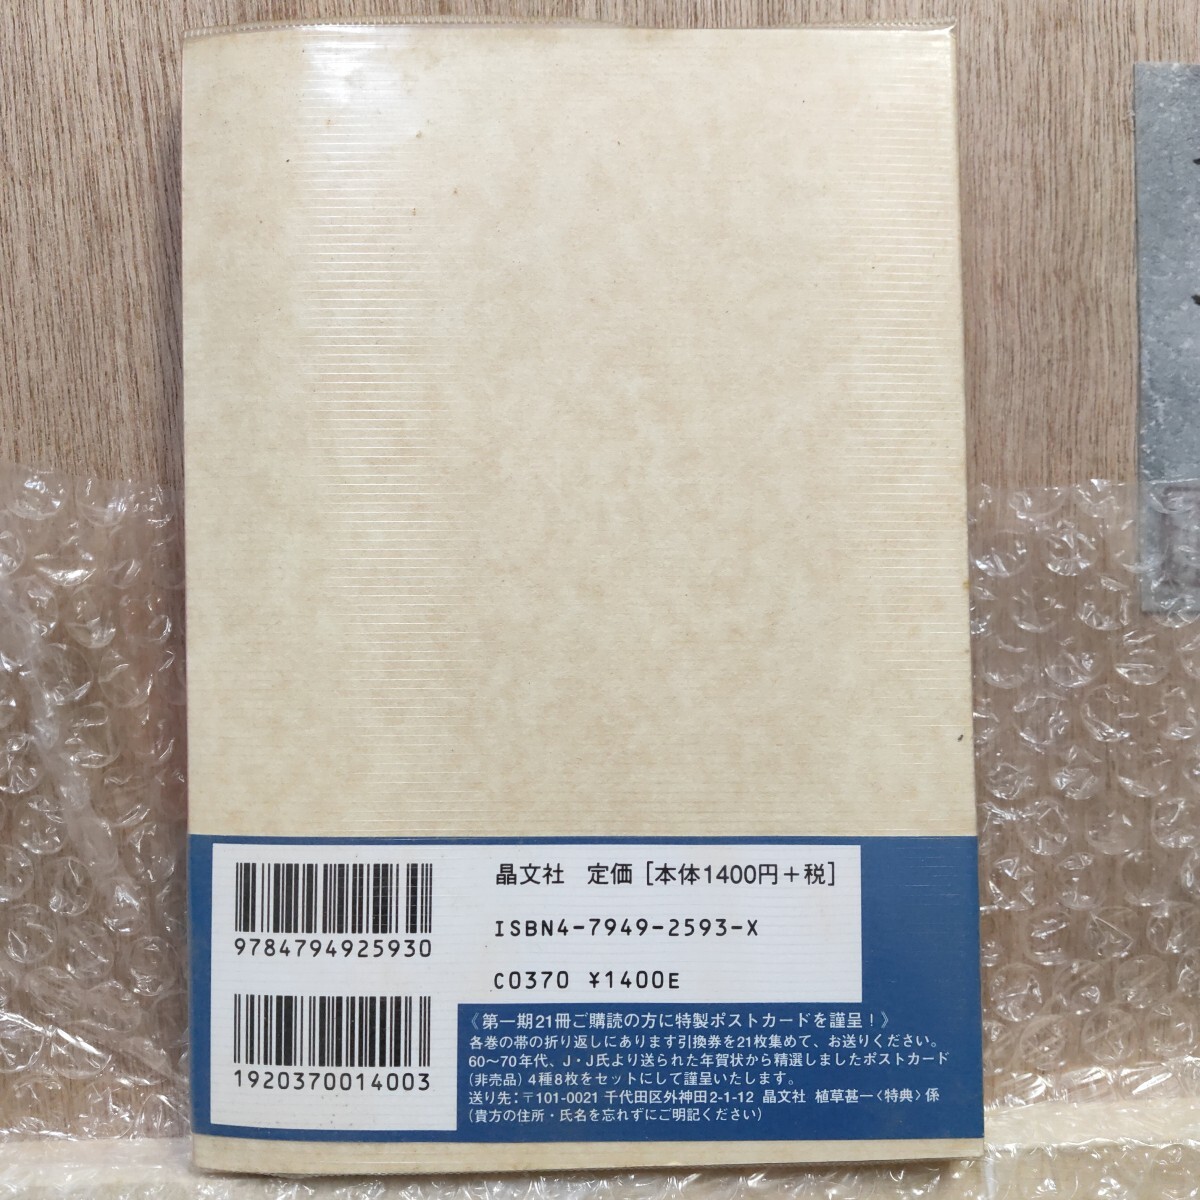 晶文社 定価 [本体1400円+税]
ISBN4-7949-2593-X
C0370 ¥1400E
9784794925930
1920370014003
《第一期21冊ご購読の方に特製ポストカードを謹呈!》
各巻の帯の折り返しにあります引換券を21枚集めて、お送りください。
60〜70年代、J・J氏より送られた年賀状から精選しましたポストカード
(非売品) 4種8枚をセットにして謹呈いたします。
送り先:〒101-0021 千代田区外神田2-1-12 晶文社 植草甚一〈特典〉係
(貴方の住所・氏名を忘れずにご明記ください)